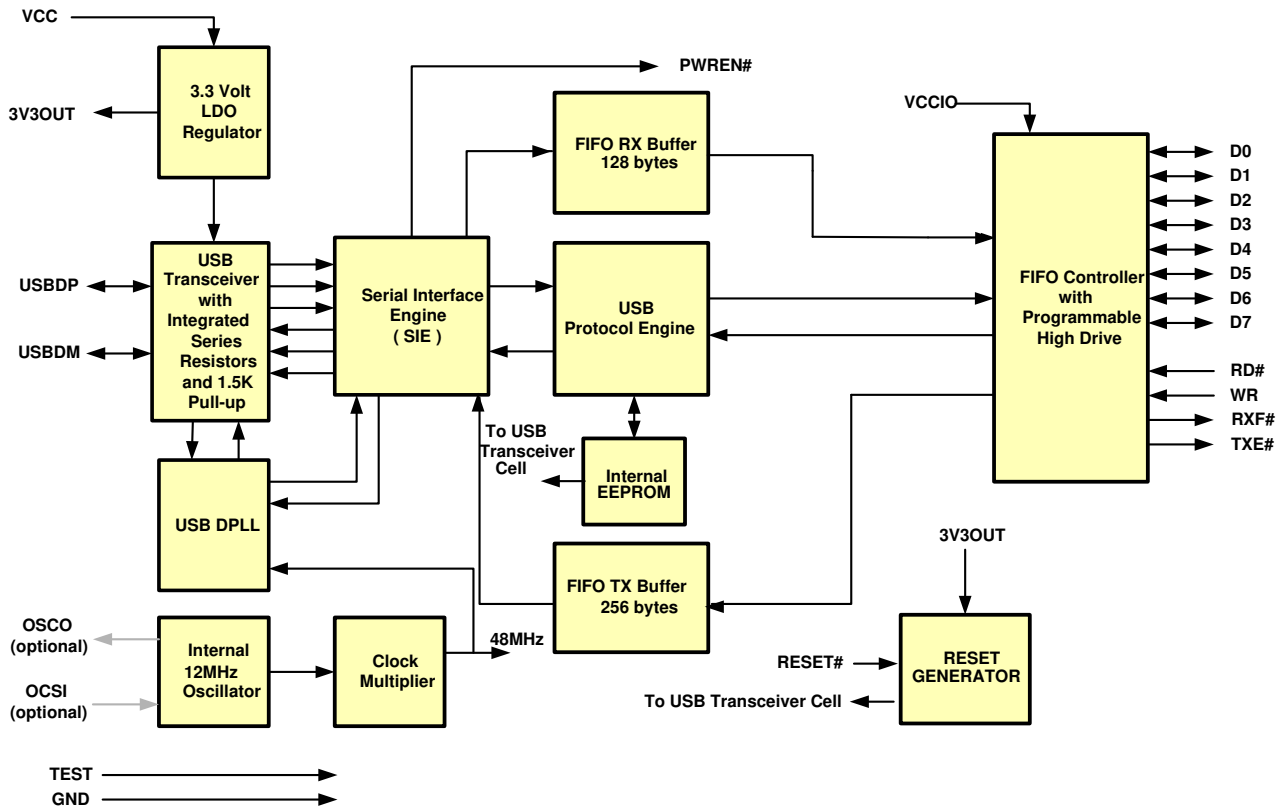 VCC
3.3 Volt
LDO
Regulator
3V3OUT
PWREN#
FIFO RX Buffer
128 bytes
VCCIO
FIFO Controller
with
Programmable
High Drive
D0
D1
D2
D3
D4
D5
D6
D7
RD#
WR
RXF#
TXE#
USBDP
USBDM
USB
Transceiver
with
Integrated
Series
Resistors
and 1.5K
Pull-up
Serial Interface
Engine
( SIE )
USB
Protocol Engine
To USB
Transceiver
Cell
Internal
EEPROM
USB DPLL
FIFO TX Buffer
256 bytes
3V3OUT
OSCO
(optional)
OCSI
(optional)
Internal
12MHz
Oscillator
Clock
Multiplier
48MHz
RESET#
RESET
GENERATOR
To USB Transceiver Cell
TEST
GND